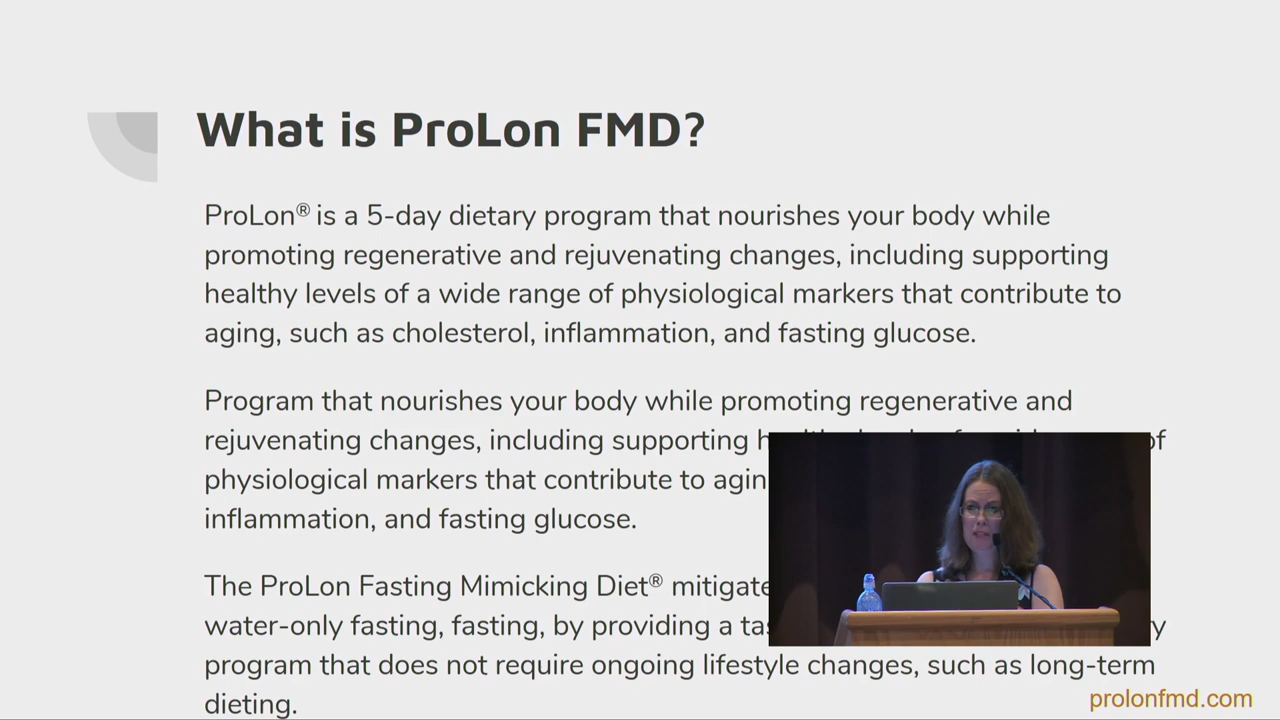 What is ProLon FMD?
ProLon® is a 5-day dietary program that nourishes your body while
promoting regenerative and rejuvenating changes, including supporting
healthy levels of a wide range of physiological markers that contribute to
aging, such as cholesterol, inflammation, and fasting glucose.
Program that nourishes your body while promoting regenerative and
rejuvenating changes, including supporting of
physiological markers that contribute to
inflammation, and fasting glucose.
The ProLon Fasting Mimicking Diet®
water-only fasting, fasting, by providing a
program that does not require ongoing lifestyle changes, such as long-term
dieting.
prolonfmd.com